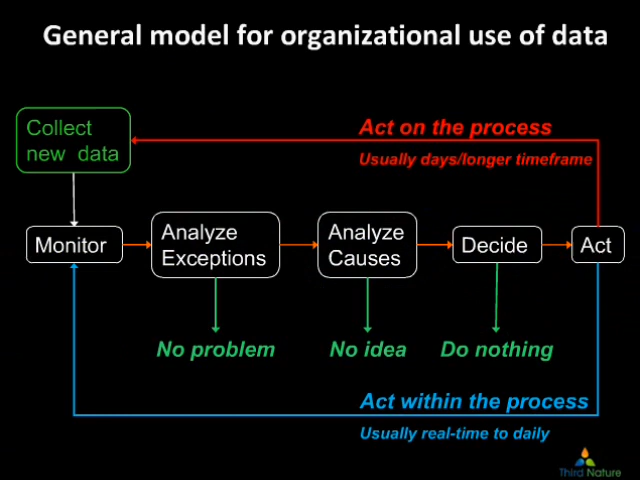 General model for organizational use of data
Collect
new data
Act on the process
Usually days/longer timeframe
Monitor
Analyze
Exceptions
Analyze
Causes
Decide
Act
No problem
No idea
Do nothing
Act within the process
Usually real-time to daily
Third Nature